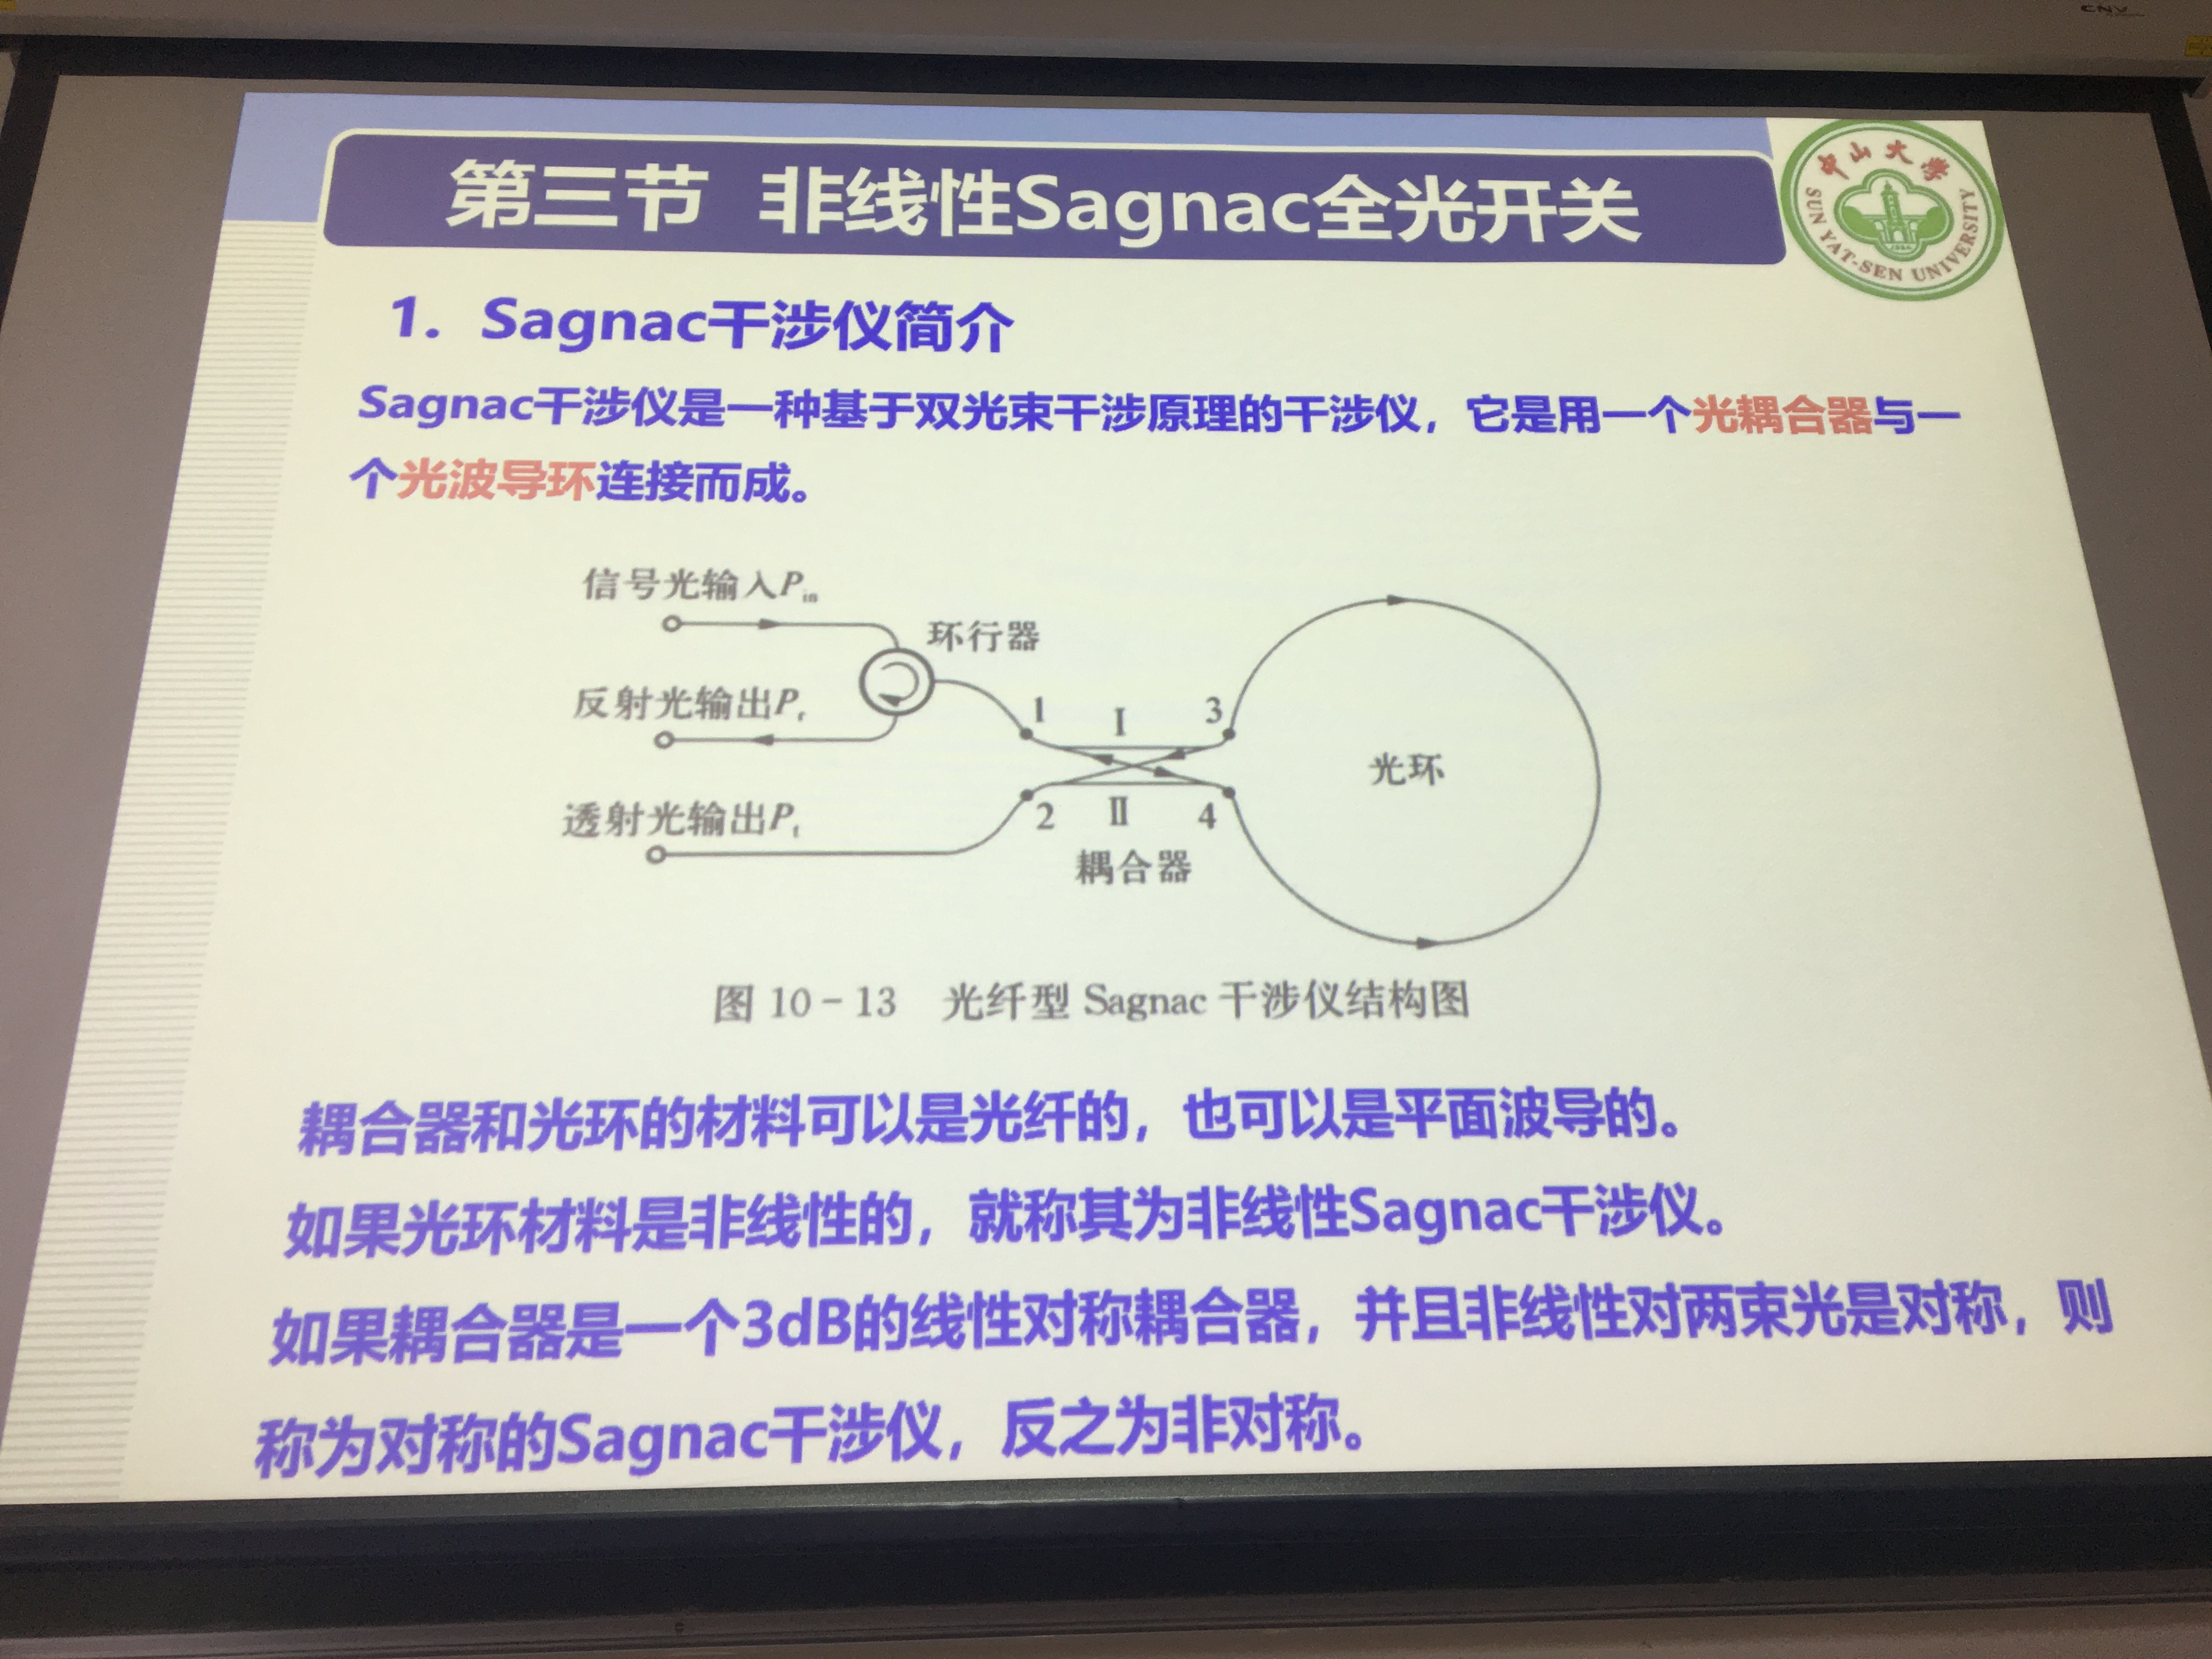 第三节 非线性Sagnac全光开关
中山大学
SUN YAT-SEN UNIVERSITY
1. Sagnac干涉仪简介
Sagnac干涉仪是一种基于双光束干涉原理的干涉仪，它是用一个光耦合器与一
个光波导环连接而成。
信号光输入Pin
环行器
反射光输出Pr
1 I 3
光环
透射光输出Pt
2 II 4
耦合器
图 10-13 光纤型 Sagnac 干涉仪结构图
耦合器和光环的材料可以是光纤的，也可以是平面波导的。
如果光环材料是非线性的，就称其为非线性Sagnac干涉仪。
如果耦合器是一个3dB的线性对称耦合器，并且非线性对两束光是对称，则
称为对称的Sagnac干涉仪，反之为非对称。